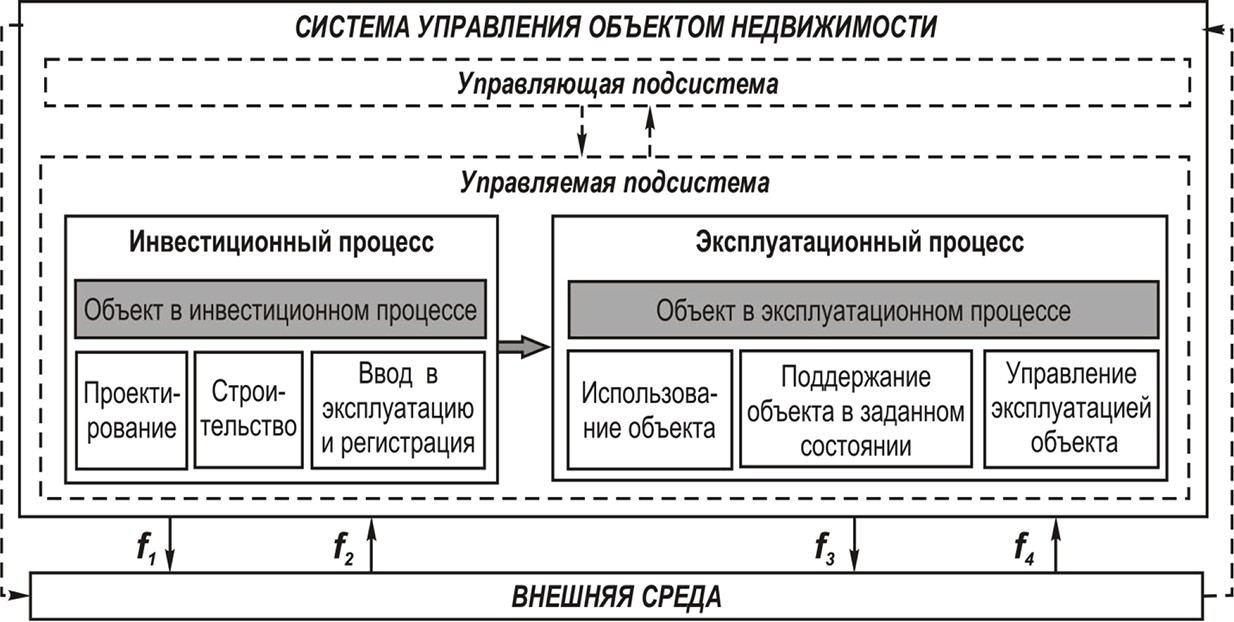 СИСТЕМА УПРАВЛЕНИЯ ОБЪЕКТОМ НЕДВИЖИМОСТИ
Управляющая подсистема
Управляемая подсистема
Инвестиционный процесс
Объект в инвестиционном процессе
Проекти-
рование
Строи-
тельство
Ввод в
эксплуатацию
и регистрация
Эксплуатационный процесс
Объект в эксплуатационном процессе
Использова-
ние объекта
Поддержание
объекта в заданном
состоянии
Управление
эксплуатацией
объекта
f1
f2
f3
f4
ВНЕШНЯЯ СРЕДА